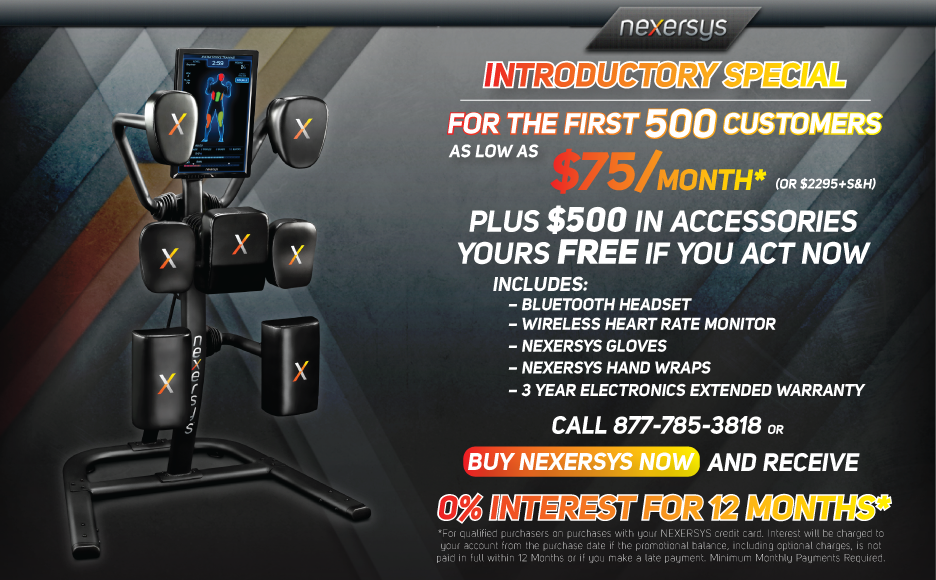 nexersys
INTRODUCTORY SPECIAL
FOR THE FIRST 500 CUSTOMERS
AS LOW AS
$75/MONTH* (OR $2295+S&H)
PLUS $500 IN ACCESSORIES
YOURS FREE IF YOU ACT NOW
INCLUDES:
– BLUETOOTH HEADSET
– WIRELESS HEART RATE MONITOR
– NEXERSYS GLOVES
– NEXERSYS HAND WRAPS
– 3 YEAR ELECTRONICS EXTENDED WARRANTY
CALL 877-785-3818 OR
BUY NEXERSYS NOW AND RECEIVE
0% INTEREST FOR 12 MONTHS*
*For qualified purchasers on purchases with your NEXERSYS credit card. Interest will be charged to
your account from the purchase date if the promotional balance, including optional charges, is not
paid in full within 12 Months or if you make a late payment. Minimum Monthly Payments Required.
2:59
X
X
X
X
X
X
X
nexersys